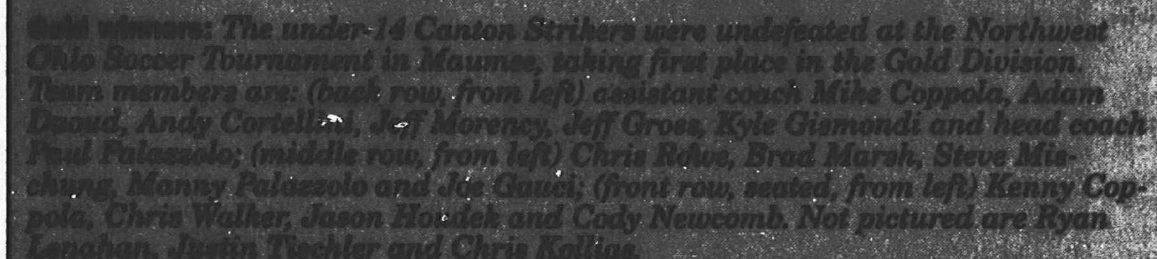 Gold winners: The under-14 Canton Strikers were undefeated at the Northwest
Ohio Soccer Tournament in Maumee, taking first place in the Gold Division.
Team members are: (back row, from left) assistant coach Mike Coppola, Adam
Daoud, Andy Cortellini, Jeff Morency, Jeff Gross, Kyle Gismondi and head coach
Paul Palazzolo; (middle row, from left) Chris Rowe, Brad Marsh, Steve Mis-
chung, Manny Palazzolo and Joe Gauci; (front row, seated, from left) Kenny Cop-
pola, Chris Walker, Jason Houdek and Cody Newcomb. Not pictured are Ryan
Lenahan, Justin Tischler and Chris Kollias.